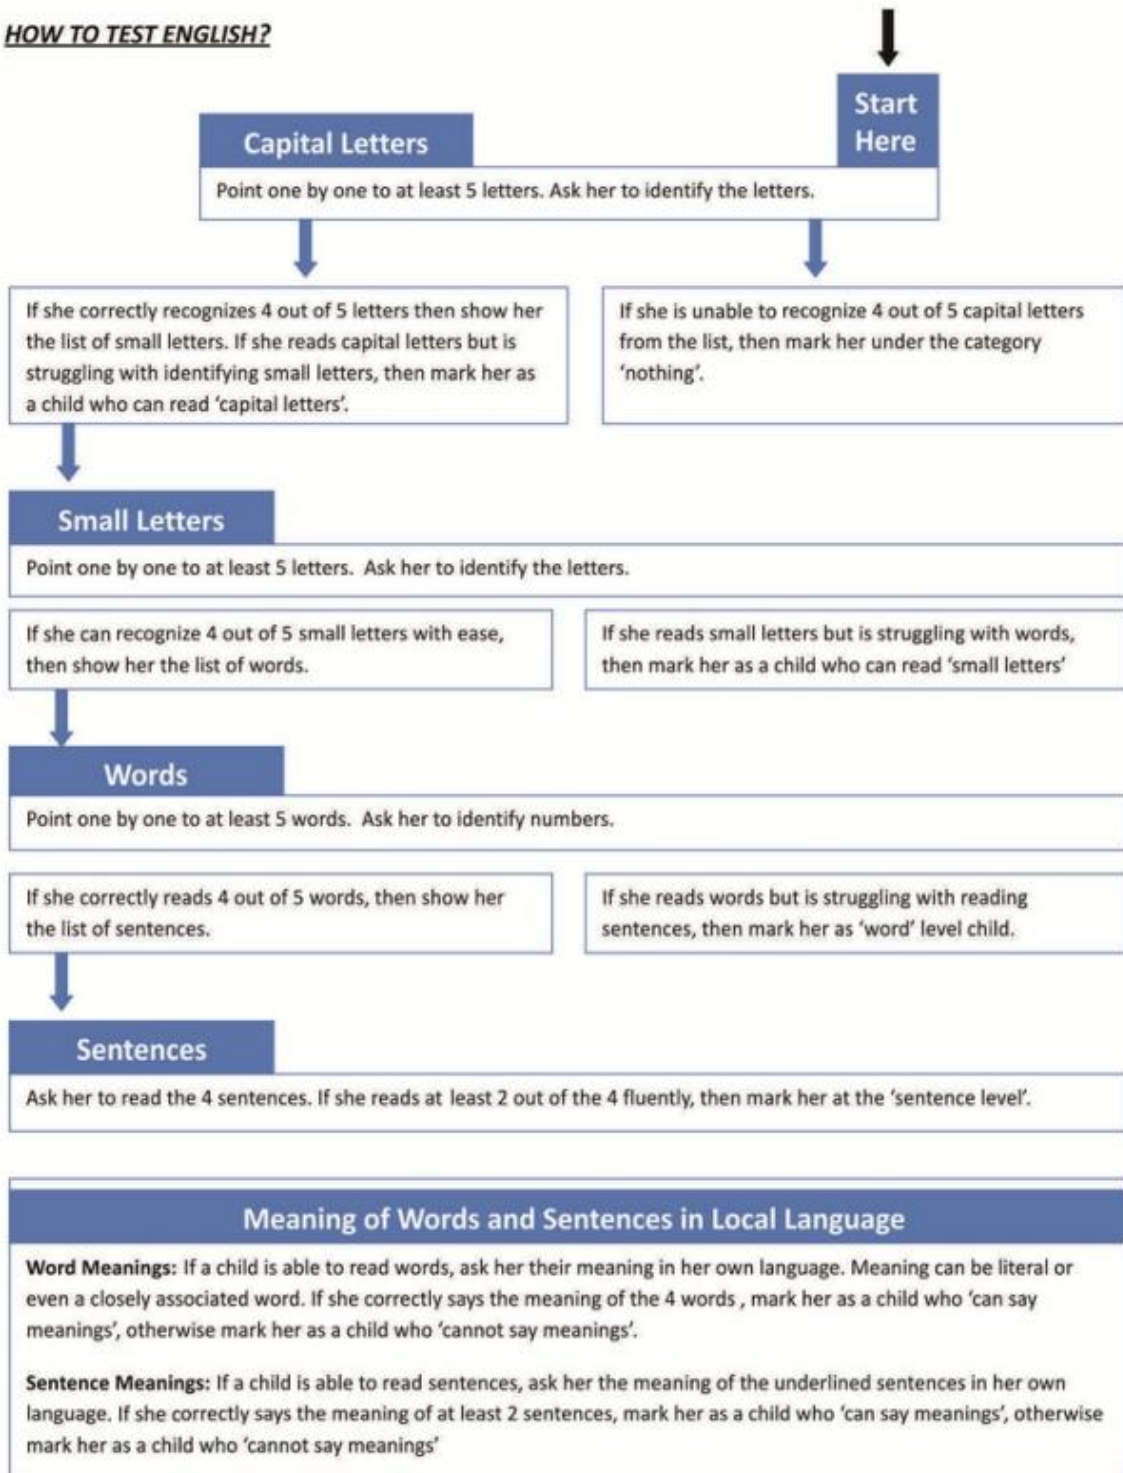 HOW TO TEST ENGLISH?
Start
Here
Capital Letters
Point one by one to at least 5 letters. Ask her to identify the letters.
If she correctly recognizes 4 out of 5 letters then show her
the list of small letters. If she reads capital letters but is
struggling with identifying small letters, then mark her as
a child who can read ‘capital letters’.
If she is unable to recognize 4 out of 5 capital letters
from the list, then mark her under the category
‘nothing’.
Small Letters
Point one by one to at least 5 letters. Ask her to identify the letters.
If she can recognize 4 out of 5 small letters with ease,
then show her the list of words.
If she reads small letters but is struggling with words,
then mark her as a child who can read ‘small letters’
Words
Point one by one to at least 5 words. Ask her to identify numbers.
If she correctly reads 4 out of 5 words, then show her
the list of sentences.
If she reads words but is struggling with reading
sentences, then mark her as ‘word’ level child.
Sentences
Ask her to read the 4 sentences. If she reads at least 2 out of the 4 fluently, then mark her at the ‘sentence level’.
Meaning of Words and Sentences in Local Language
Word Meanings: If a child is able to read words, ask her their meaning in her own language. Meaning can be literal or
even a closely associated word. If she correctly says the meaning of the 4 words , mark her as a child who ‘can say
meanings’, otherwise mark her as a child who ‘cannot say meanings’.
Sentence Meanings: If a child is able to read sentences, ask her the meaning of the underlined sentences in her own
language. If she correctly says the meaning of at least 2 sentences, mark her as a child who ‘can say meanings’, otherwise
mark her as a child who ‘cannot say meanings’